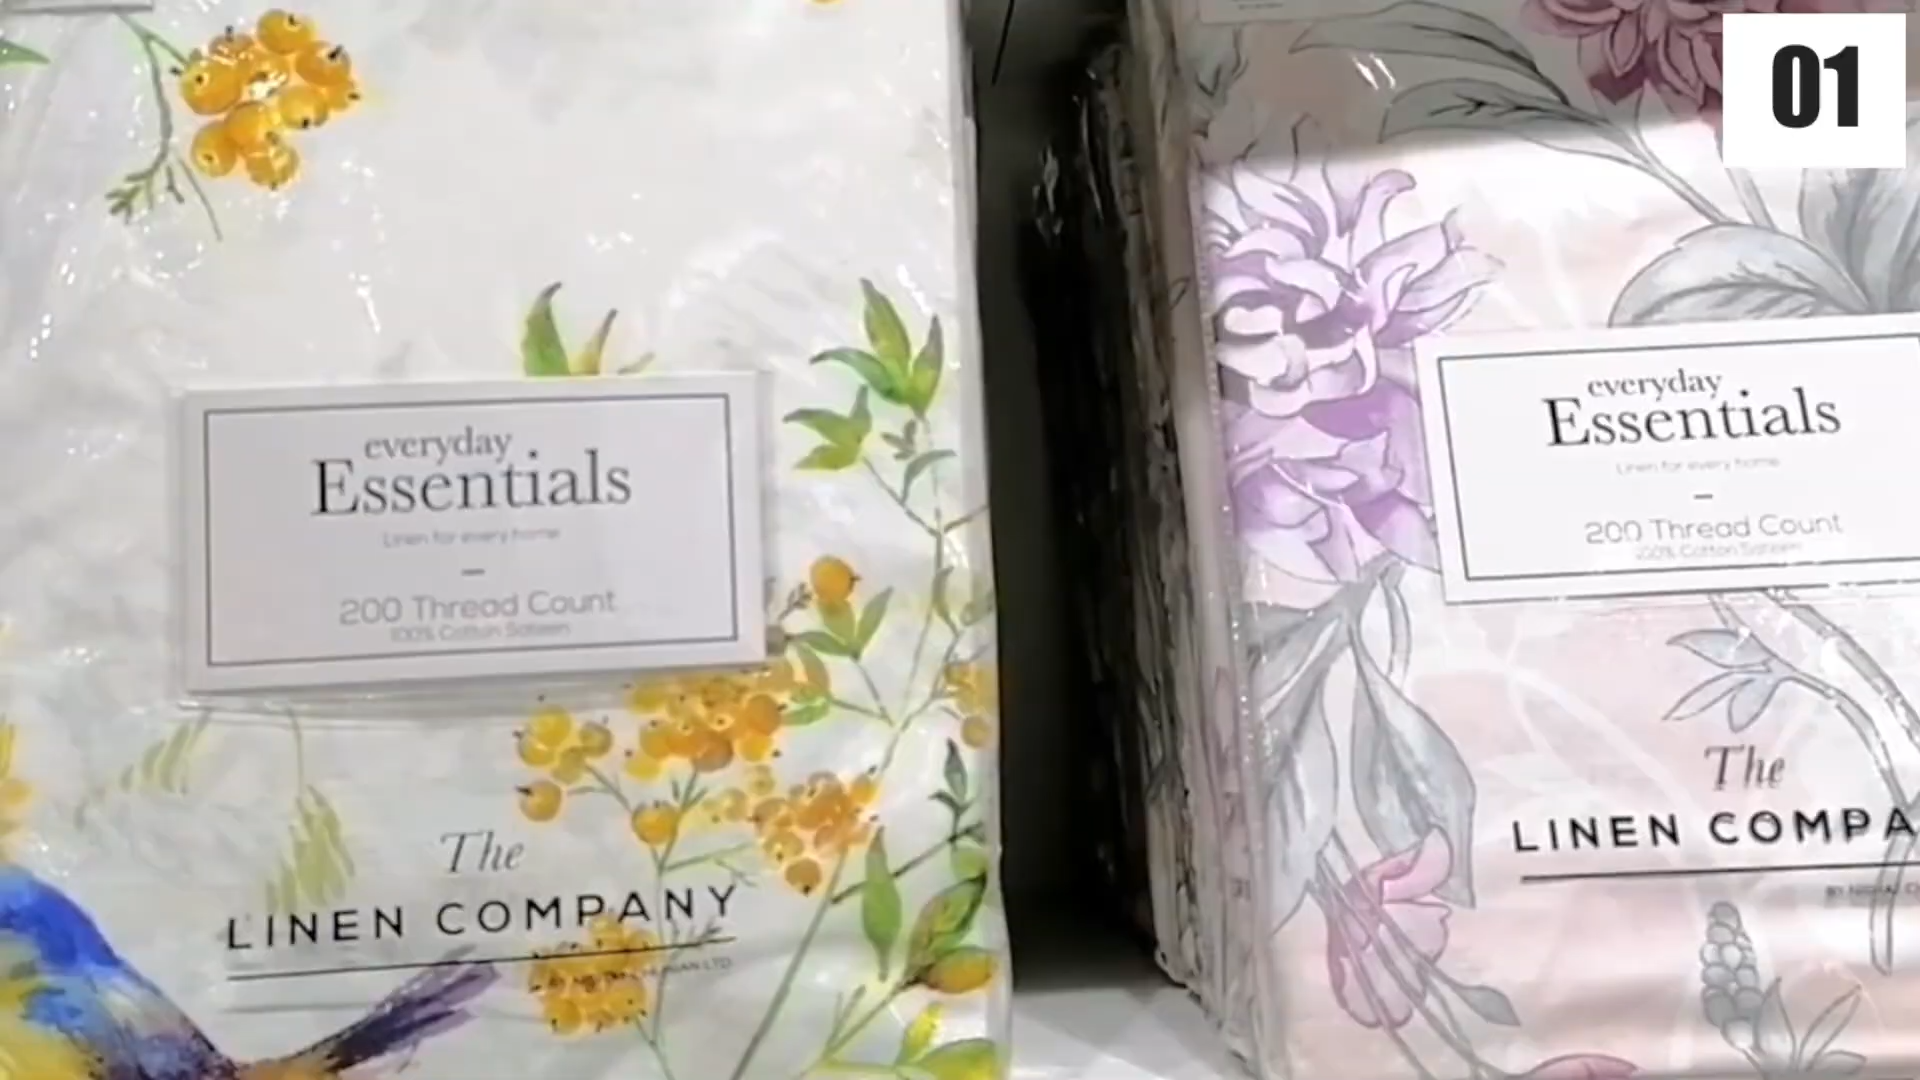 01
everyday
Essentials
Linen for every home
200 Thread Count
100% Cotton Sateen
The
LINEN COMPANY
everyday
Essentials
Linen for every home
200 Thread Count
100% Cotton Sateen
The
LINEN COMPA